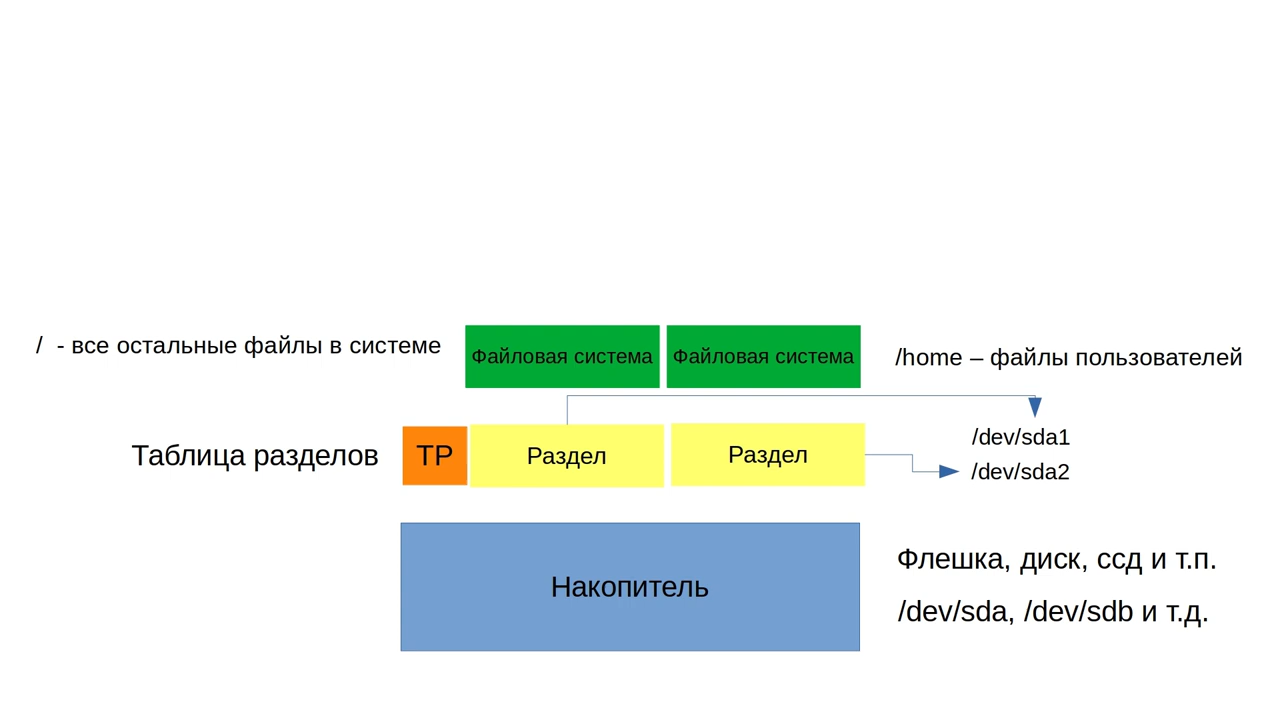 / - все остальные файлы в системе
Файловая система
Файловая система
/home – файлы пользователей
Таблица разделов
ТР
Раздел
Раздел
/dev/sda1
/dev/sda2
Накопитель
Флешка, диск, ссд и т.п.
/dev/sda, /dev/sdb и т.д.